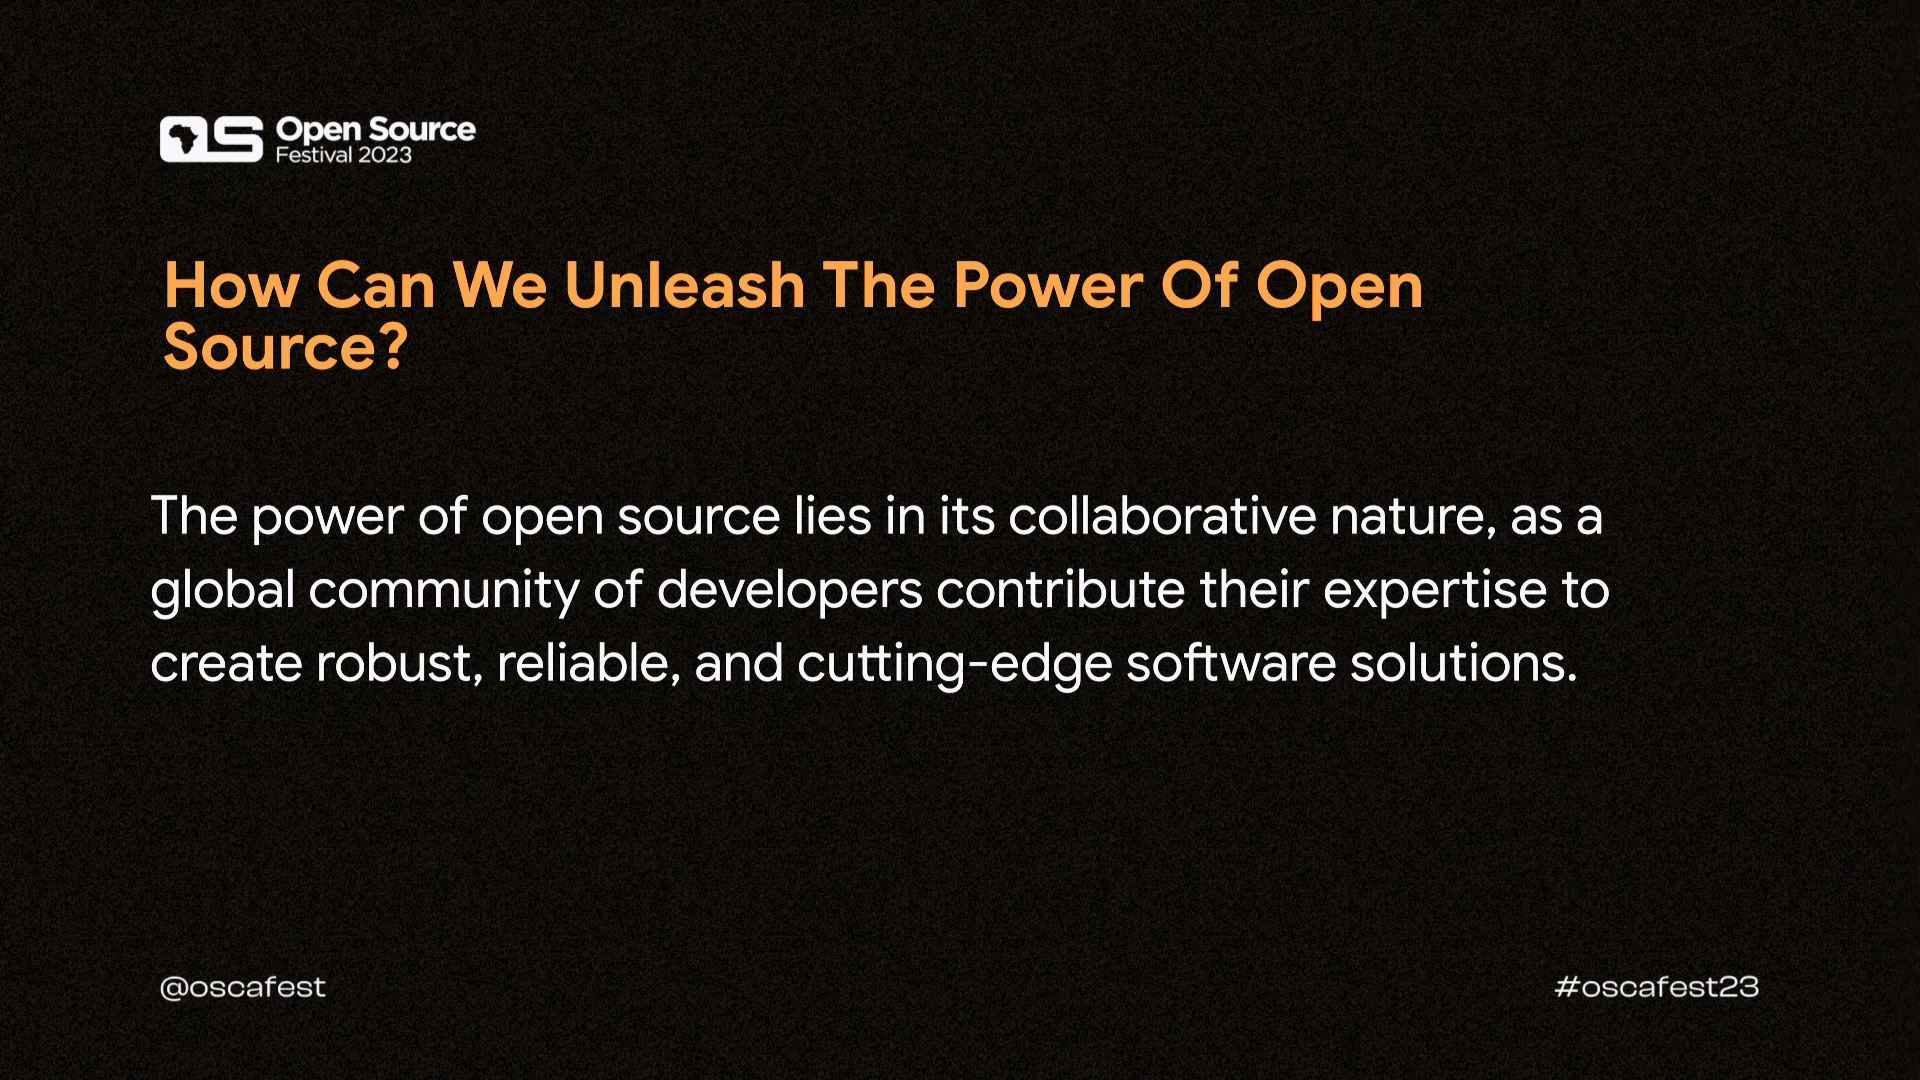 OS Open Source
Festival 2023
How Can We Unleash The Power Of Open
Source?
The power of open source lies in its collaborative nature, as a
global community of developers contribute their expertise to
create robust, reliable, and cutting-edge software solutions.
@oscafest
#oscafest23